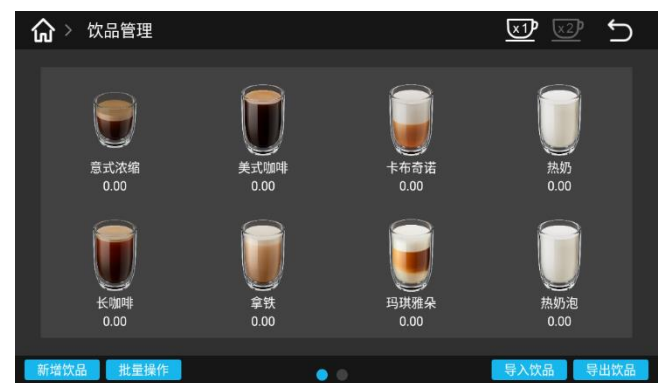 > 饮品管理 x1 x2
意式浓缩 美式咖啡 卡布奇诺 热奶
0.00 0.00 0.00 0.00
长咖啡 拿铁 玛琪雅朵 热奶泡
0.00 0.00 0.00 0.00
新增饮品 批量操作 导入饮品 导出饮品